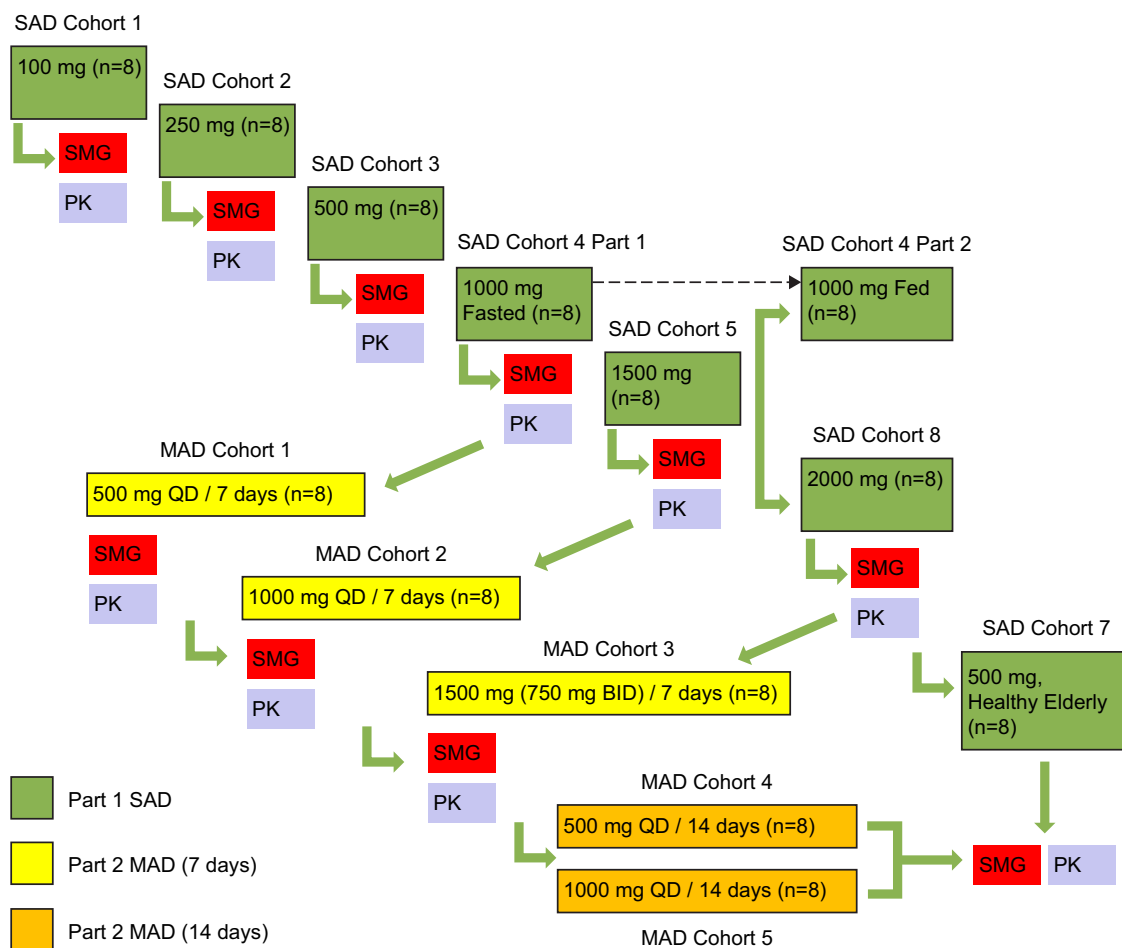 SAD Cohort 1
100 mg (n=8)
SMG
PK
SAD Cohort 2
250 mg (n=8)
SMG
PK
SAD Cohort 3
500 mg (n=8)
SMG
PK
SAD Cohort 4 Part 1
1000 mg
Fasted (n=8)
SMG
PK
SAD Cohort 4 Part 2
1000 mg Fed
(n=8)
SAD Cohort 5
1500 mg
(n=8)
SMG
PK
SAD Cohort 8
2000 mg (n=8)
SMG
PK
MAD Cohort 1
500 mg QD / 7 days (n=8)
SMG
PK
MAD Cohort 2
1000 mg QD / 7 days (n=8)
SMG
PK
MAD Cohort 3
1500 mg (750 mg BID) / 7 days (n=8)
SMG
PK
SAD Cohort 7
500 mg,
Healthy Elderly
(n=8)
MAD Cohort 4
500 mg QD / 14 days (n=8)
1000 mg QD / 14 days (n=8)
MAD Cohort 5
SMG
PK
Part 1 SAD
Part 2 MAD (7 days)
Part 2 MAD (14 days)